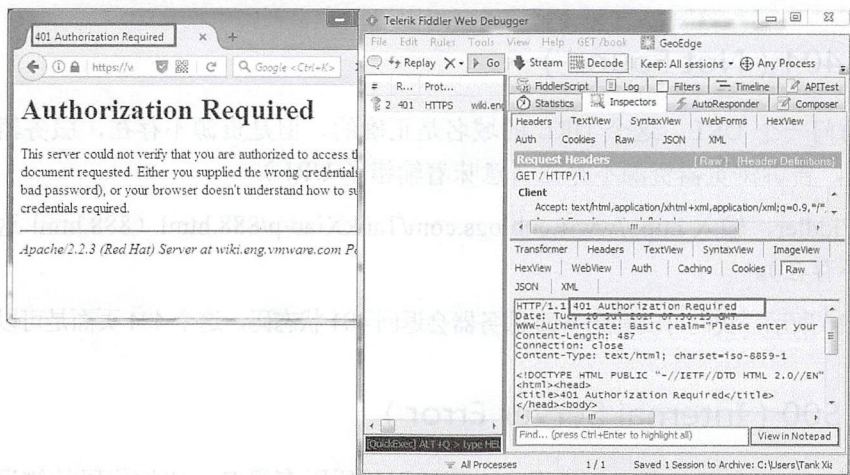 401 Authorization Required
https://w
Google <Ctrl+K>
Authorization Required
This server could not verify that you are authorized to access t
document requested. Either you supplied the wrong credential
bad password), or your browser doesn't understand how to su
credentials required.
Apache/2.2.3 (Red Hat) Server at wiki.eng.vmware.com Po
Telerik Fiddler Web Debugger
File Edit Rules Tools View Help GET /book GeoEdge
Replay X Go Stream Decode Keep: All sessions Any Process
# R... Prot...
2 401 HTTPS wiki.eng
FiddlerScript Log Filters Timeline APITest
Statistics Inspectors AutoResponder Composer
Headers TextView SyntaxView WebForms HexView
Auth Cookies Raw JSON XML
Request Headers [Raw] [Header Definitions]
GET / HTTP/1.1
Client
Accept: text/html,application/xhtml+xml,application/xml;q=0.9,*/*
Transformer Headers TextView SyntaxView ImageView
HexView WebView Auth Caching Cookies Raw
JSON XML
HTTP/1.1 401 Authorization Required
Date: Tue, 18 Jul 2017 07:30:
WWW-Authenticate: Basic realm="Please enter your
Content-Length: 487
Connection: close
Content-Type: text/html; charset=iso-8859-1
<!DOCTYPE HTML PUBLIC "-//IETF//DTD HTML 2.0//EN"
<html><head>
<title>401 Authorization Required</title>
</head><body>
Find... (press Ctrl+Enter to highlight all) View in Notepad
[QuickExec] ALT+Q > type HEL
All Processes 1 / 1 Saved 1 Session to Archive: C:\Users\Tank Xia